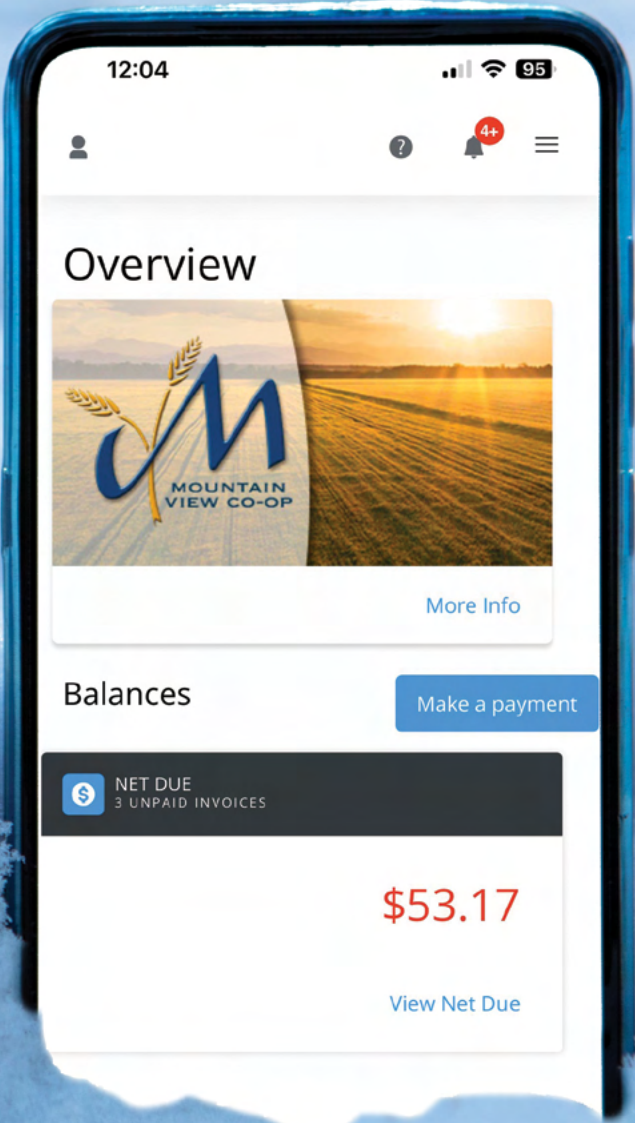 12:04
95
?
4+
Overview
MOUNTAIN
VIEW CO-OP
More Info
Balances
Make a payment
$
NET DUE
3 UNPAID INVOICES
$53.17
View Net Due